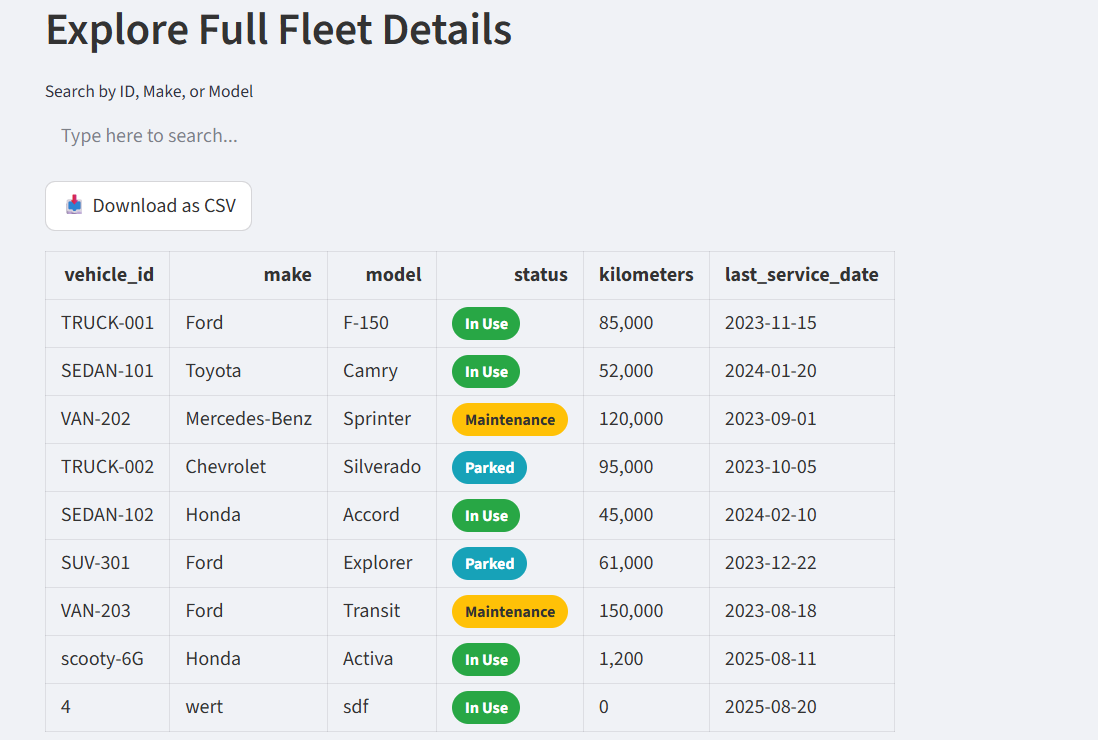 Explore Full Fleet Details
Search by ID, Make, or Model
Type here to search...
Download as CSV
vehicle_id make model status kilometers last_service_date
TRUCK-001 Ford F-150 In Use 85,000 2023-11-15
SEDAN-101 Toyota Camry In Use 52,000 2024-01-20
VAN-202 Mercedes-Benz Sprinter Maintenance 120,000 2023-09-01
TRUCK-002 Chevrolet Silverado Parked 95,000 2023-10-05
SEDAN-102 Honda Accord In Use 45,000 2024-02-10
SUV-301 Ford Explorer Parked 61,000 2023-12-22
VAN-203 Ford Transit Maintenance 150,000 2023-08-18
scooty-6G Honda Activa In Use 1,200 2025-08-11
4 wert sdf In Use 0 2025-08-20